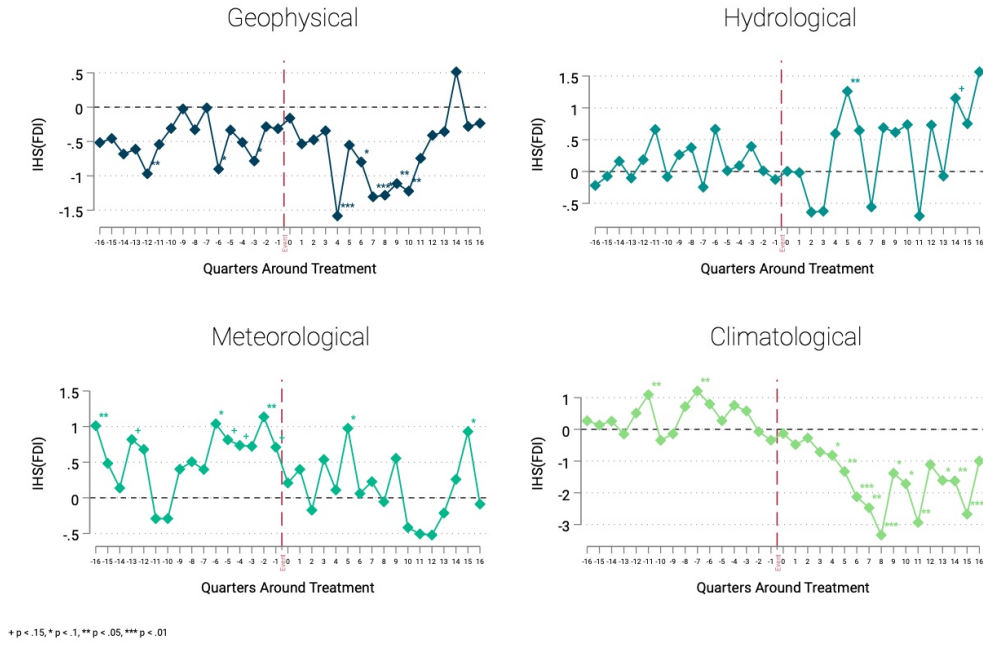 Geophysical
IHS(FDI)
.5
0
-.5
-1
-1.5
** * * *** * *** ** **
-16 -15 -14 -13 -12 -11 -10 -9 -8 -7 -6 -5 -4 -3 -2 -1 0 1 2 3 4 5 6 7 8 9 10 11 12 13 14 15 16
Event
Quarters Around Treatment
Hydrological
IHS(FDI)
1.5
1
.5
0
-.5
** +
-16 -15 -14 -13 -12 -11 -10 -9 -8 -7 -6 -5 -4 -3 -2 -1 0 1 2 3 4 5 6 7 8 9 10 11 12 13 14 15 16
Event
Quarters Around Treatment
Meteorological
IHS(FDI)
1.5
1
.5
0
-.5
** + * + + ** + * *
-16 -15 -14 -13 -12 -11 -10 -9 -8 -7 -6 -5 -4 -3 -2 -1 0 1 2 3 4 5 6 7 8 9 10 11 12 13 14 15 16
Event
Quarters Around Treatment
Climatological
IHS(FDI)
1
0
-1
-2
-3
** ** * ** *** ** *** * * ** * ** ***
-16 -15 -14 -13 -12 -11 -10 -9 -8 -7 -6 -5 -4 -3 -2 -1 0 1 2 3 4 5 6 7 8 9 10 11 12 13 14 15 16
Event
Quarters Around Treatment
+ p < .15, * p < .1, ** p < .05, *** p < .01